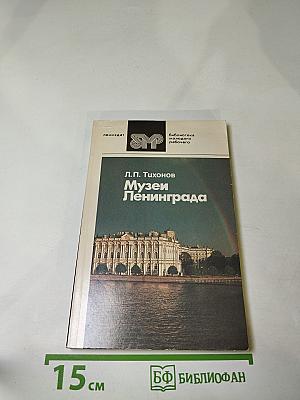 лениздат
БМР
библиотека
молодого
рабочего
Л.П. Тихонов
Музеи
Ленинграда
15 см
БФ БИБЛИОФАН